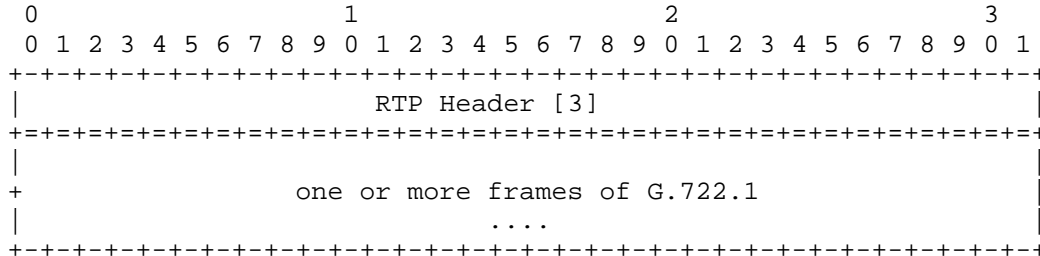 0                   1                   2                   3
 0 1 2 3 4 5 6 7 8 9 0 1 2 3 4 5 6 7 8 9 0 1 2 3 4 5 6 7 8 9 0 1
+-+-+-+-+-+-+-+-+-+-+-+-+-+-+-+-+-+-+-+-+-+-+-+-+-+-+-+-+-+-+-+-+
|                      RTP Header [3]                           |
+=+=+=+=+=+=+=+=+=+=+=+=+=+=+=+=+=+=+=+=+=+=+=+=+=+=+=+=+=+=+=+=+
|                                                               |
+                 one or more frames of G.722.1                 |
|                             ....                              |
+-+-+-+-+-+-+-+-+-+-+-+-+-+-+-+-+-+-+-+-+-+-+-+-+-+-+-+-+-+-+-+-+